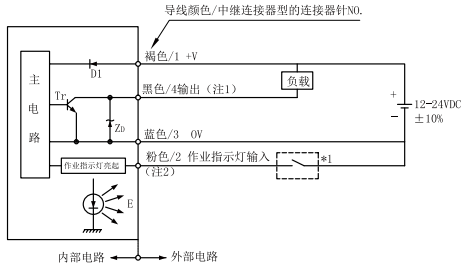 导线颜色/中继连接器型的连接器针NO.
褐色/1 +V
D1
主电路
Tr
黑色/4输出（注1）
负载
ZD
+
12-24VDC
±10%
−
蓝色/3 0V
粉色/2 作业指示灯输入
（注2）
*1
作业指示灯亮起
E
内部电路
外部电路